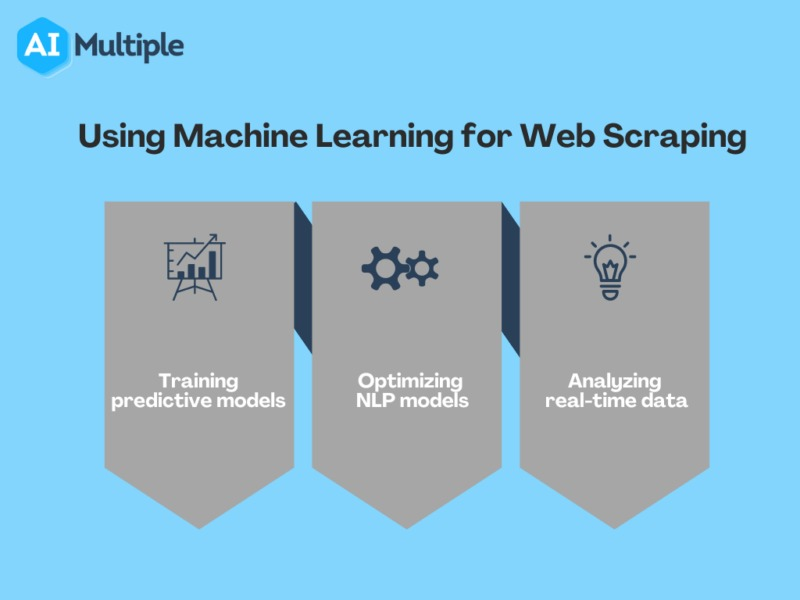 AI Multiple
Using Machine Learning for Web Scraping
Training
predictive models
Optimizing
NLP models
Analyzing
real-time data